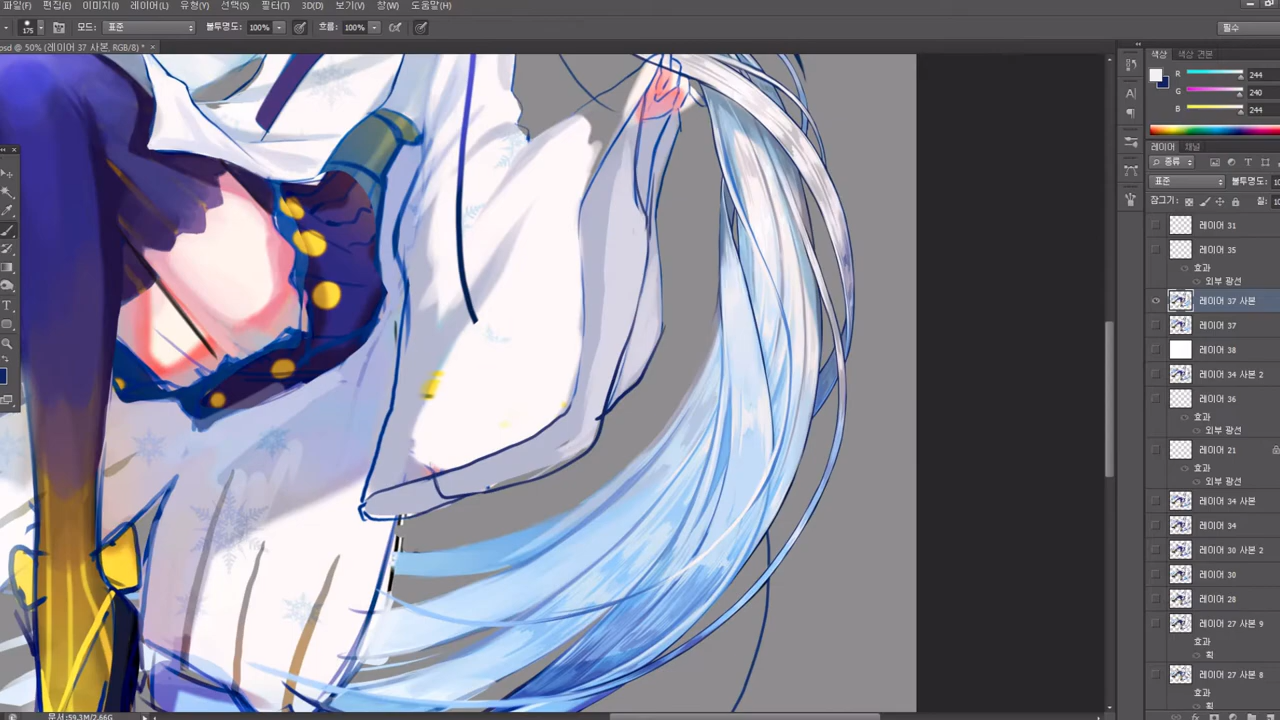 파일(F) 편집(E) 이미지(I) 레이어(L) 유형(Y) 선택(S) 필터(T) 3D(D) 보기(V) 창(W) 도움말(H)
175 모드: 표준 불투명도: 100% 흐름: 100% 필수
psd @ 50% (레이어 37 사본, RGB/8) * ×
색상 색상 견본
R 244
G 240
B 244
레이어 채널
종류
표준 불투명도: 10
잠그기: 칠: 10
레이어 31
레이어 35
효과
외부 광선
레이어 37 사본
레이어 37
레이어 38
레이어 34 사본 2
레이어 36
효과
외부 광선
레이어 21
효과
외부 광선
레이어 34 사본
레이어 34
레이어 30 사본 2
레이어 30
레이어 28
레이어 27 사본 9
효과
획
레이어 27 사본 8
효과
획
문서:59.3M/2.66G